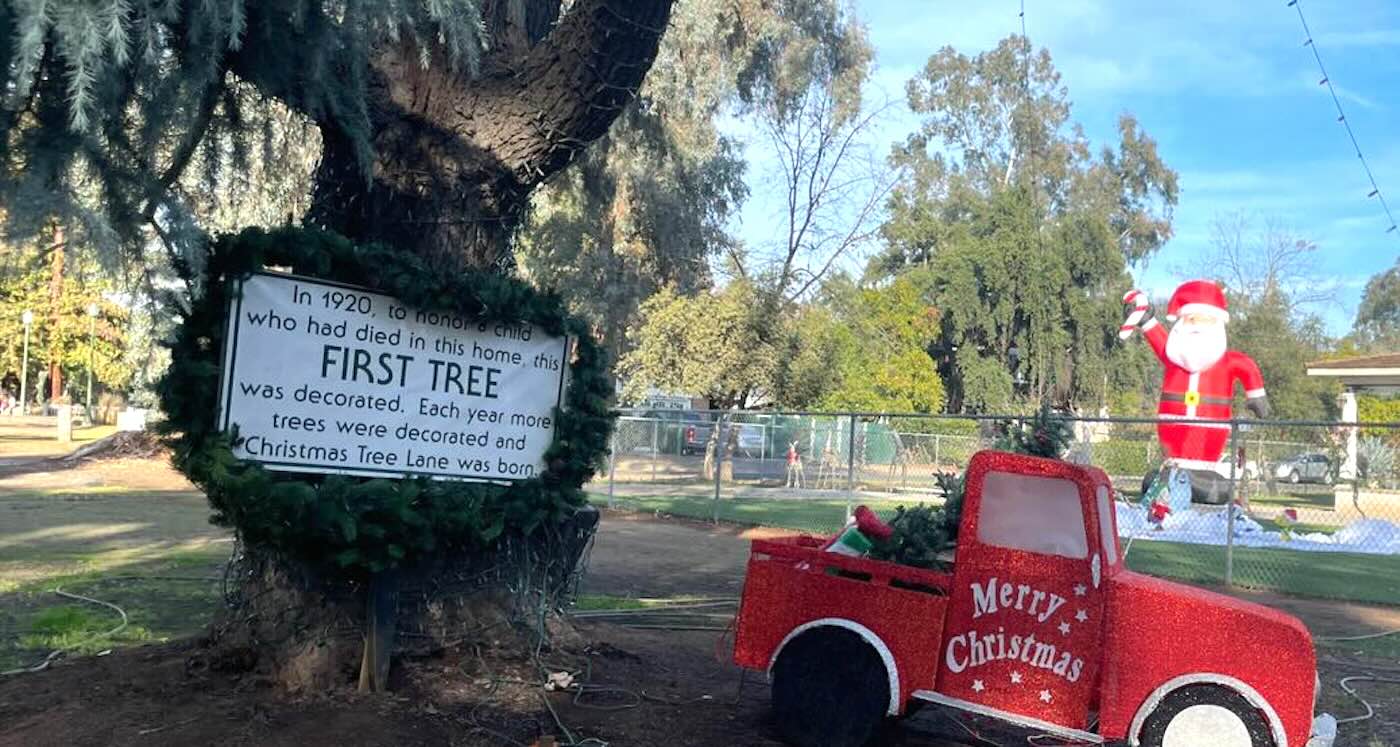 In 1920, to honor a child
who had died in this home, this
FIRST TREE
was decorated. Each year more
trees were decorated and
Christmas Tree Lane was born.
Merry
Christmas